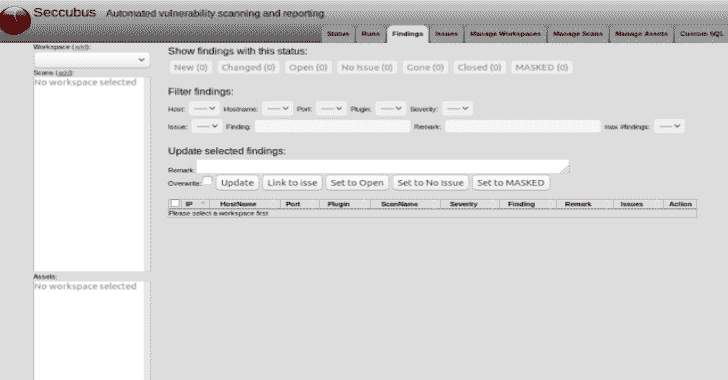 Seccubus Automated vulnerability scanning and reporting
Status Runs Findings Issues Manage Workspaces Manage Scans Manage Assets Custom SQL
Workspace (add):
Scans (add):
No workspace selected
Assets:
No workspace selected
Show findings with this status:
New (0) Changed (0) Open (0) No Issue (0) Gone (0) Closed (0) MASKED (0)
Filter findings:
Host: ---- Hostname: ---- Port: ---- Plugin: ---- Severity: ----
Issue: ---- Finding: Remark: max #findings: ----
Update selected findings:
Remark:
Overwrite: Update Link to isse Set to Open Set to No Issue Set to MASKED
IP HostName Port Plugin ScanName Severity Finding Remark Issues Action
Please select a workspace first